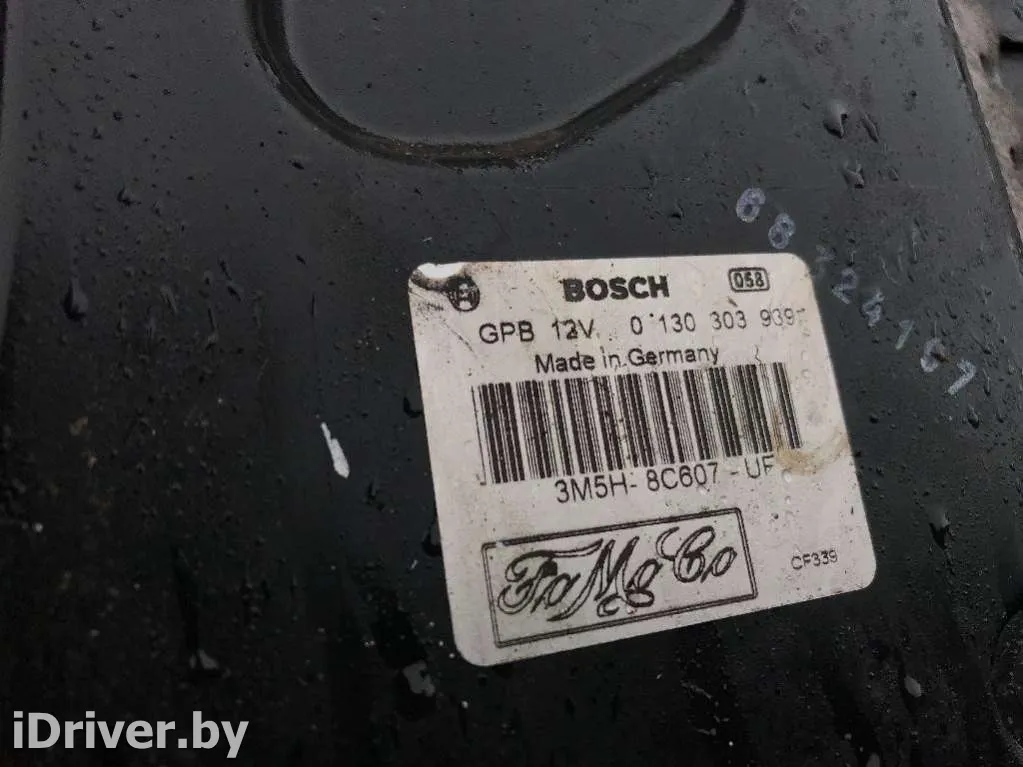 BOSCH 058
GPB 12V 0 130 303 939
Made in Germany
3M5H-8C607-UF
FoMoCo
CF339
iDriver.by